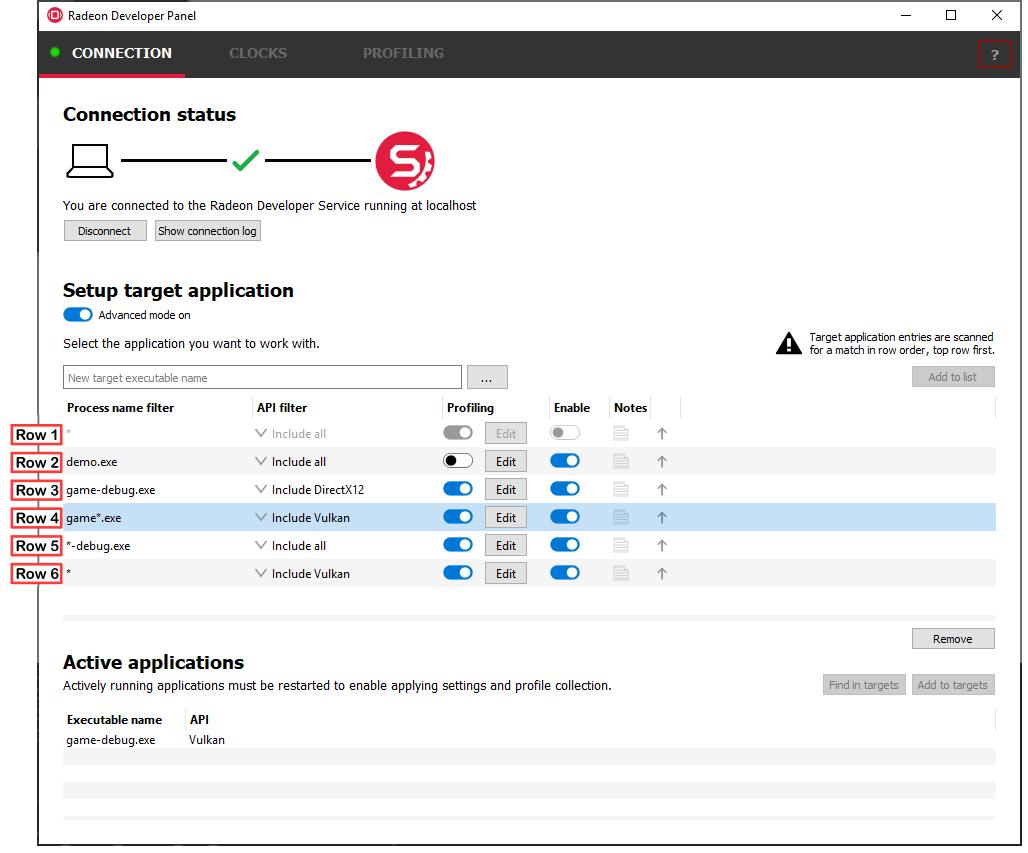 Radeon Developer Panel
CONNECTION CLOCKS PROFILING ?
Connection status
You are connected to the Radeon Developer Service running at localhost
Disconnect Show connection log
Setup target application
Advanced mode on
Select the application you want to work with.
Target application entries are scanned
for a match in row order, top row first.
New target executable name ... Add to list
Process name filter API filter Profiling Enable Notes
Row 1 * Include all Edit
Row 2 demo.exe Include all Edit
Row 3 game-debug.exe Include DirectX12 Edit
Row 4 game*.exe Include Vulkan Edit
Row 5 *-debug.exe Include all Edit
Row 6 * Include Vulkan Edit
Remove
Active applications
Actively running applications must be restarted to enable applying settings and profile collection.
Find in targets Add to targets
Executable name API
game-debug.exe Vulkan